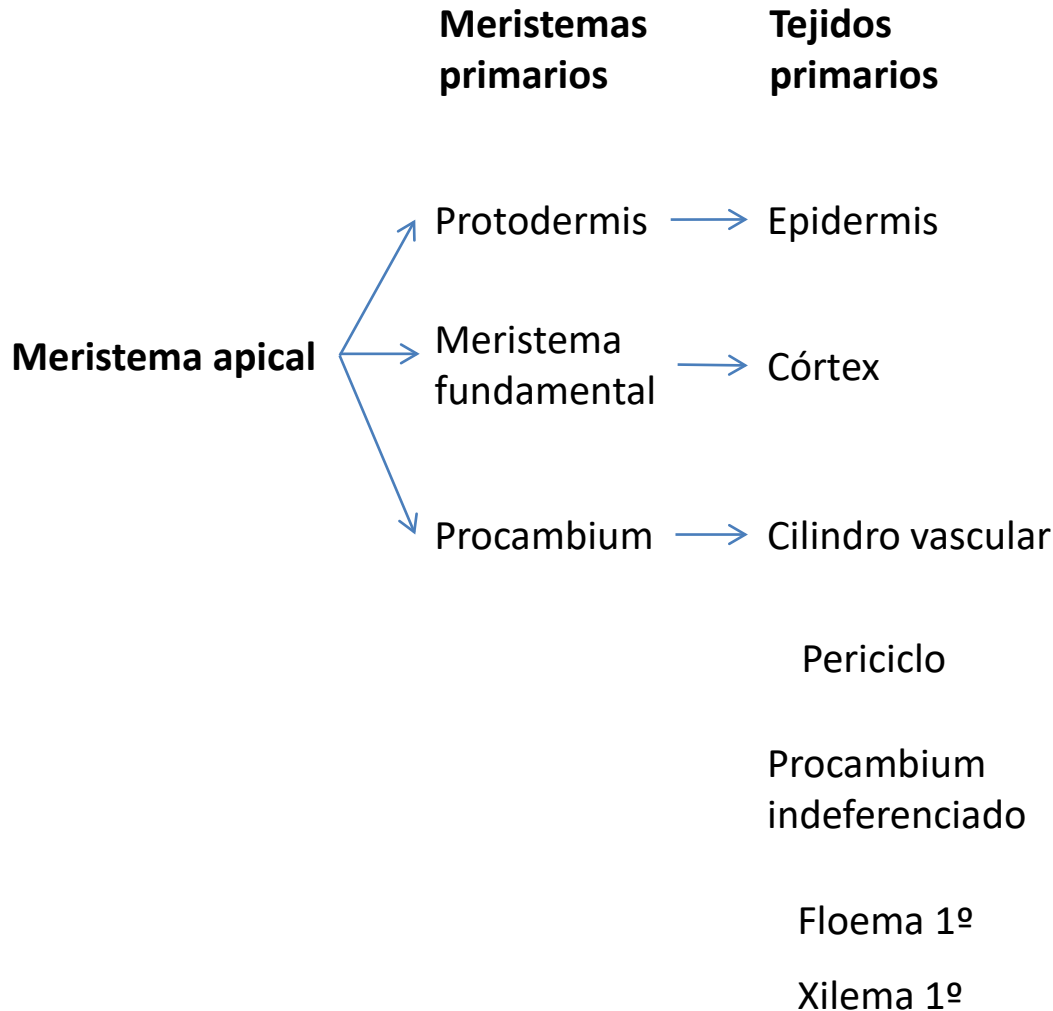 Meristemas
primarios
Tejidos
primarios
Protodermis
Epidermis
Meristema apical
Meristema
fundamental
Córtex
Procambium
Cilindro vascular
Periciclo
Procambium
indeferenciado
Floema 1º
Xilema 1º